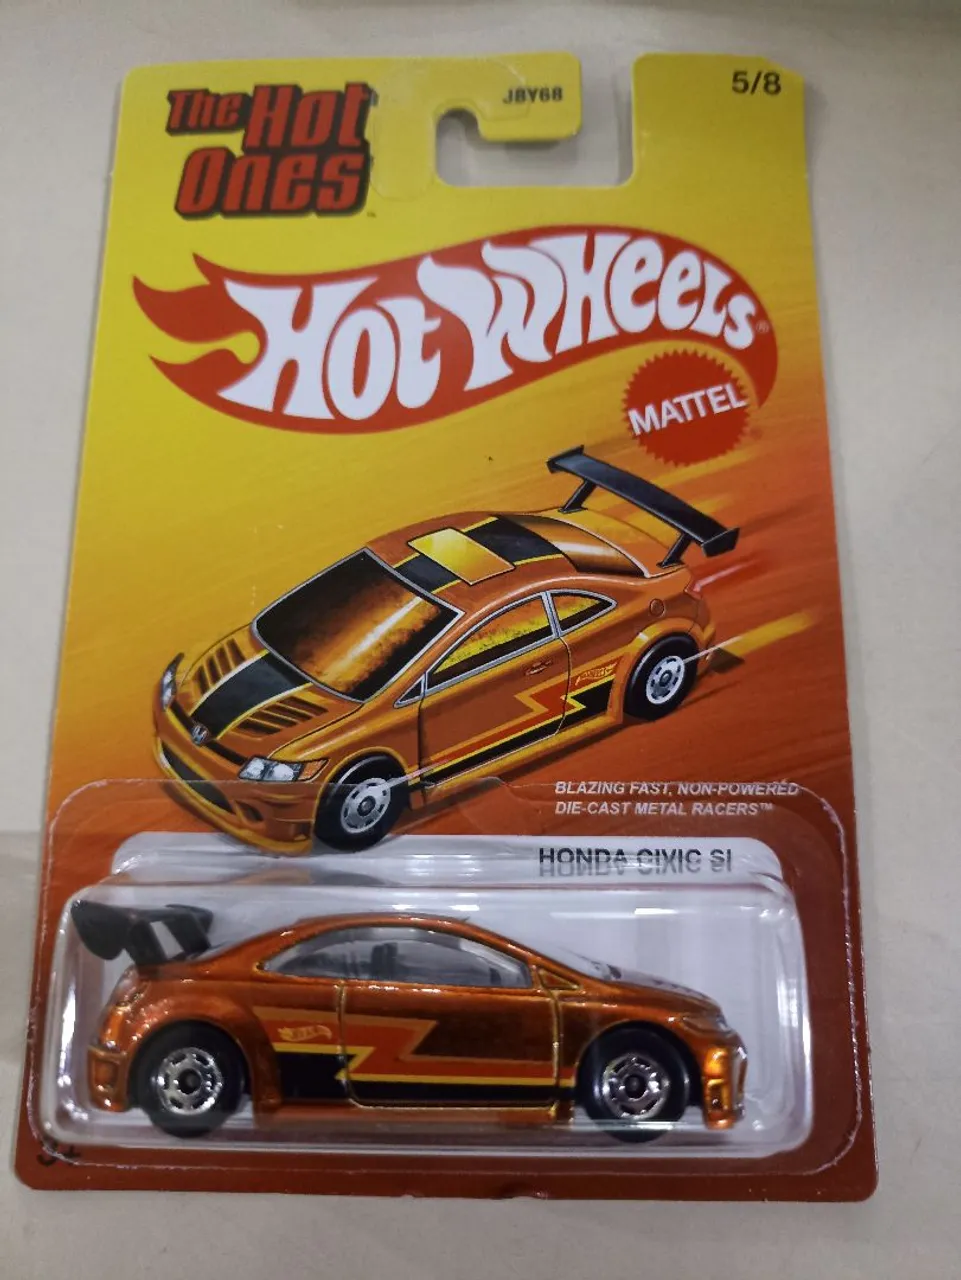 The Hot
Ones
JBY68
5/8
Hot Wheels®
MATTEL
BLAZING FAST, NON-POWERED
DIE-CAST METAL RACERS™
HONDA CIVIC SI
3+